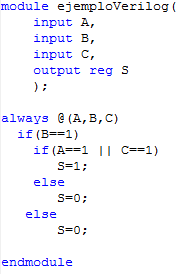 module ejemploVerilog(
input A,
input B,
input C,
output reg S
);
always @(A,B,C)
if(B==1)
if(A==1 || C==1)
S=1;
else
S=0;
else
S=0;
endmodule